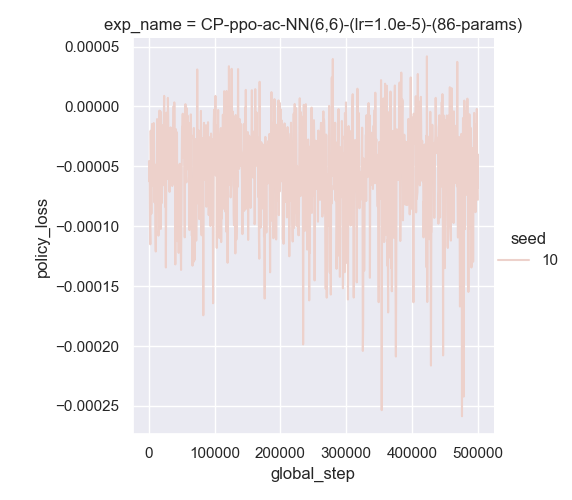 exp_name = CP-ppo-ac-NN(6,6)-(lr=1.0e-5)-(86-params)
0.00005
0.00000
−0.00005
−0.00010
−0.00015
−0.00020
−0.00025
policy_loss
seed
10
0 100000 200000 300000 400000 500000
global_step